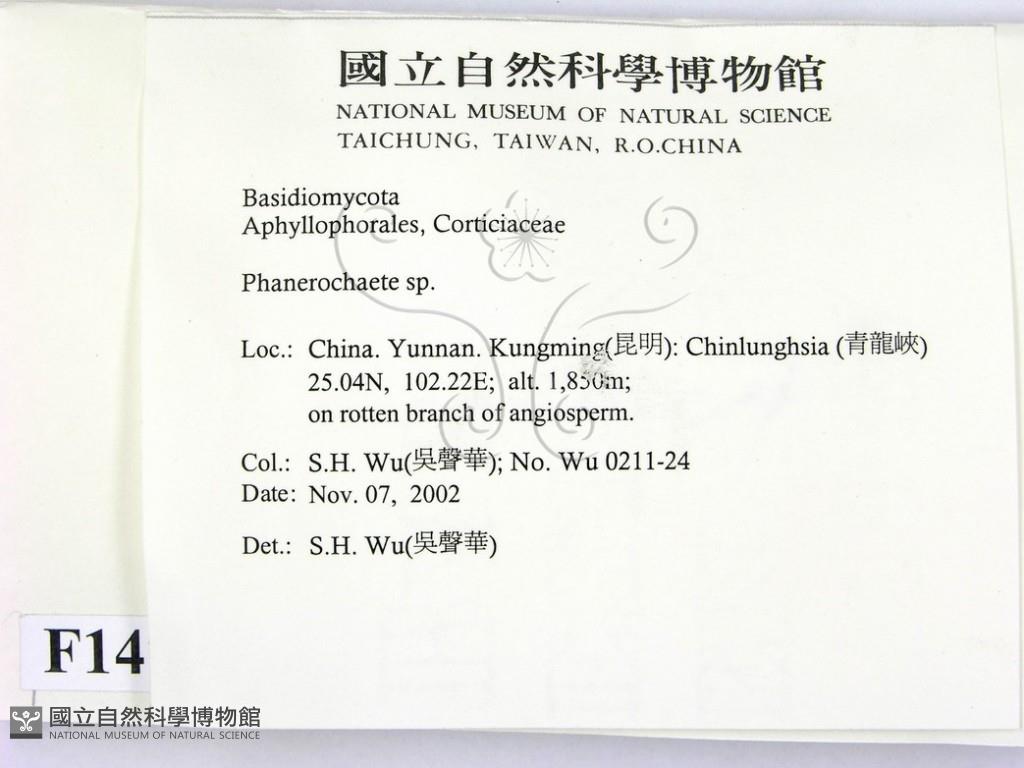 國立自然科學博物館
NATIONAL MUSEUM OF NATURAL SCIENCE
TAICHUNG, TAIWAN, R.O.CHINA
Basidiomycota
Aphyllophorales, Corticiaceae
Phanerochaete sp.
Loc.: China. Yunnan. Kungming(昆明): Chinlunghsia (青龍峽)
25.04N, 102.22E; alt. 1,850m;
on rotten branch of angiosperm.
Col.: S.H. Wu(吳聲華); No. Wu 0211-24
Date: Nov. 07, 2002
Det.: S.H. Wu(吳聲華)
F14
國立自然科學博物館
NATIONAL MUSEUM OF NATURAL SCIENCE